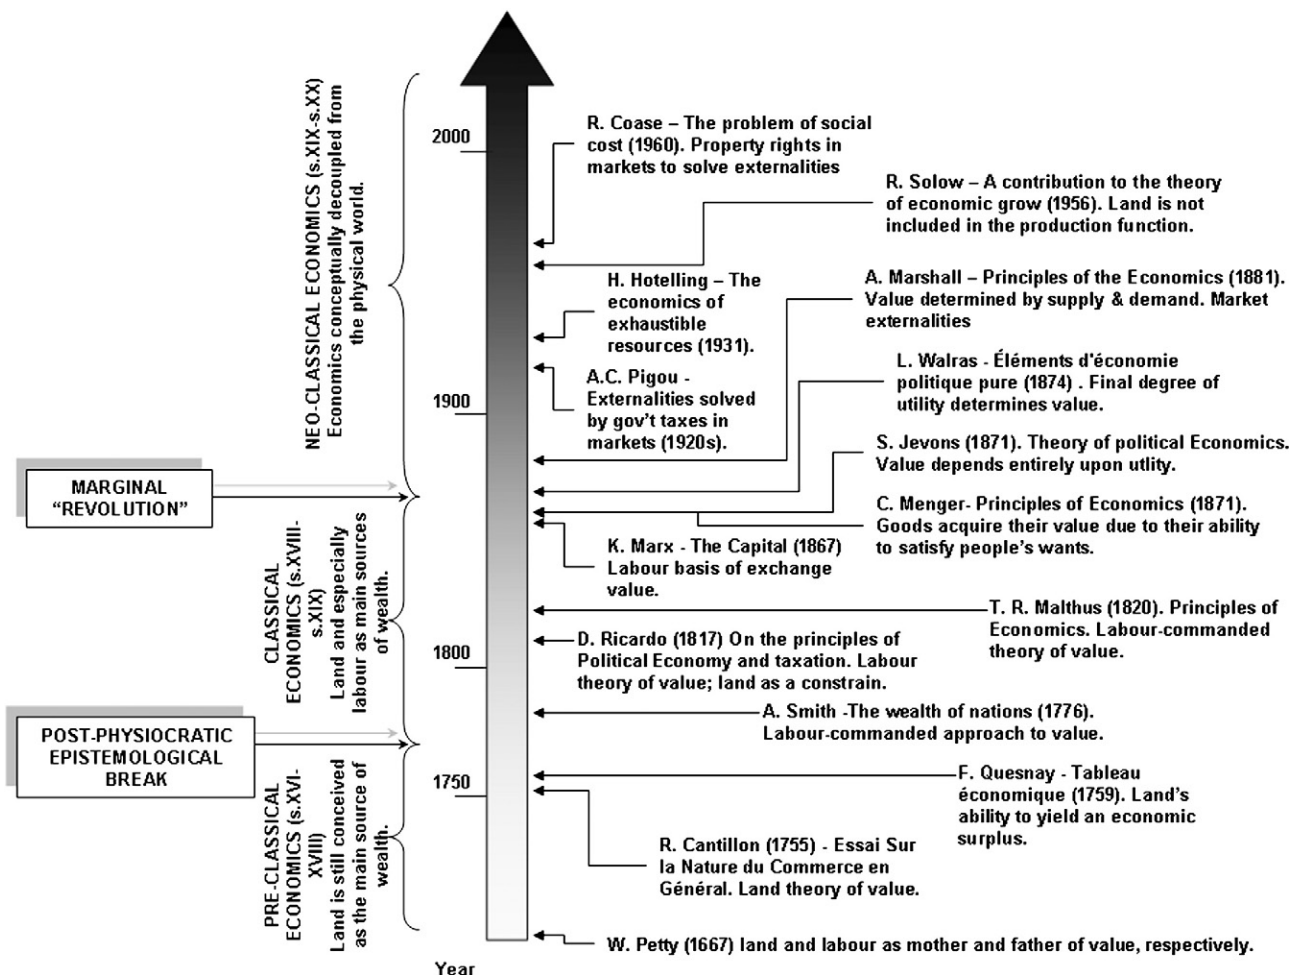 NEO-CLASSICAL ECONOMICS (s.XIX-s.XX)
Economics conceptually decoupled from
the physical world.
2000
R. Coase – The problem of social
cost (1960). Property rights in
markets to solve externalities
R. Solow – A contribution to the theory
of economic grow (1956). Land is not
included in the production function.
H. Hotelling – The
economics of
exhaustible
resources (1931).
A. Marshall – Principles of the Economics (1881).
Value determined by supply & demand. Market
externalities
A.C. Pigou -
Externalities solved
by gov't taxes in
markets (1920s).
L. Walras - Éléments d'économie
politique pure (1874) . Final degree of
utility determines value.
1900
S. Jevons (1871). Theory of political Economics.
Value depends entirely upon utlity.
MARGINAL
“REVOLUTION”
C. Menger- Principles of Economics (1871).
Goods acquire their value due to their ability
to satisfy people's wants.
K. Marx - The Capital (1867)
Labour basis of exchange
value.
CLASSICAL
ECONOMICS (s.XVIII-
s.XIX)
Land and especially
labour as main sources
of wealth.
T. R. Malthus (1820). Principles of
Economics. Labour-commanded
theory of value.
D. Ricardo (1817) On the principles of
Political Economy and taxation. Labour
theory of value; land as a constrain.
1800
A. Smith -The wealth of nations (1776).
Labour-commanded approach to value.
POST-PHYSIOCRATIC
EPISTEMOLOGICAL
BREAK
F. Quesnay - Tableau
économique (1759). Land's
ability to yield an economic
surplus.
1750
R. Cantillon (1755) - Essai Sur
la Nature du Commerce en
Général. Land theory of value.
PRE-CLASSICAL
ECONOMICS (s.XVI-
XVIII)
Land is still conceived
as the main source of
wealth.
W. Petty (1667) land and labour as mother and father of value, respectively.
Year